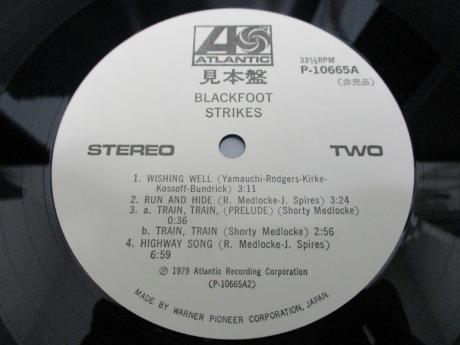 ATLANTIC
33⅓RPM
P-10665A
見本盤
(非売品)
BLACKFOOT
STRIKES
STEREO
TWO
1. WISHING WELL (Yamauchi-Rodgers-Kirke-
Kossoff-Bundrick) 3:11
2. RUN AND HIDE (R. Medlocke-J. Spires) 3:24
3. a. TRAIN, TRAIN, (PRELUDE) (Shorty Medlocke)
0:36
b. TRAIN, TRAIN (Shorty Medlocke) 2:56
4. HIGHWAY SONG (R. Medlocke-J. Spires)
6:59
Ⓟ 1979 Atlantic Recording Corporation
(P-10665A2)
MADE BY WARNER PIONEER CORPORATION, JAPAN.